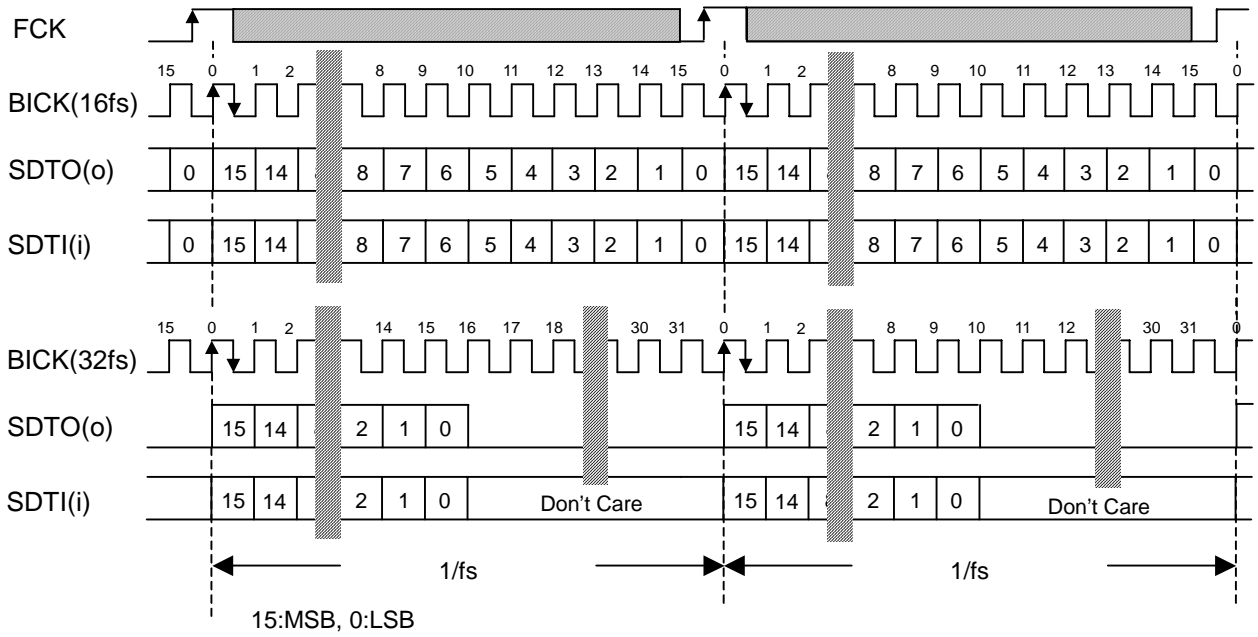 FCK
15 0 1 2 8 9 10 11 12 13 14 15 0 1 2 8 9 10 11 12 13 14 15 0
BICK(16fs)
SDTO(o) 0 15 14 8 7 6 5 4 3 2 1 0 15 14 8 7 6 5 4 3 2 1 0
SDTI(i) 0 15 14 8 7 6 5 4 3 2 1 0 15 14 8 7 6 5 4 3 2 1 0
15 0 1 2 14 15 16 17 18 30 31 0 1 2 8 9 10 11 12 30 31 0
BICK(32fs)
SDTO(o) 15 14 2 1 0 15 14 2 1 0
SDTI(i) 15 14 2 1 0 Don't Care 15 14 2 1 0 Don't Care
1/fs 1/fs
15:MSB, 0:LSB